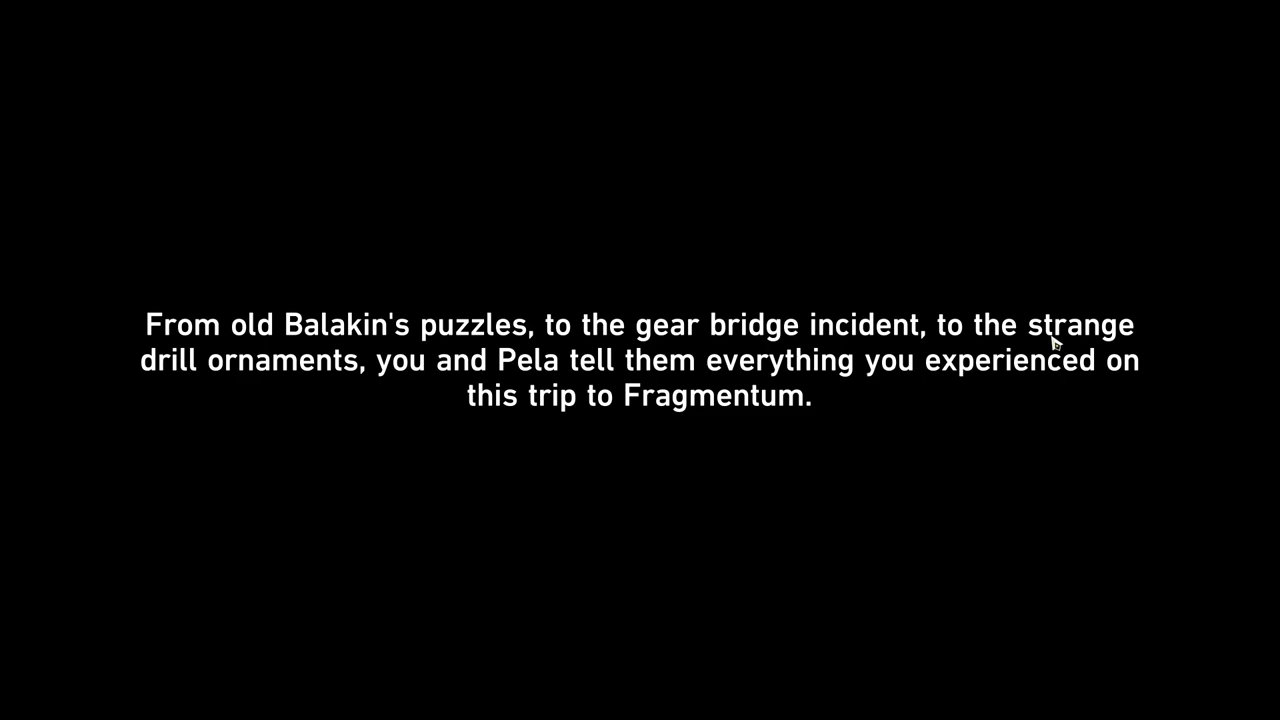 From old Balakin's puzzles, to the gear bridge incident, to the strange
drill ornaments, you and Pela tell them everything you experienced on
this trip to Fragmentum.